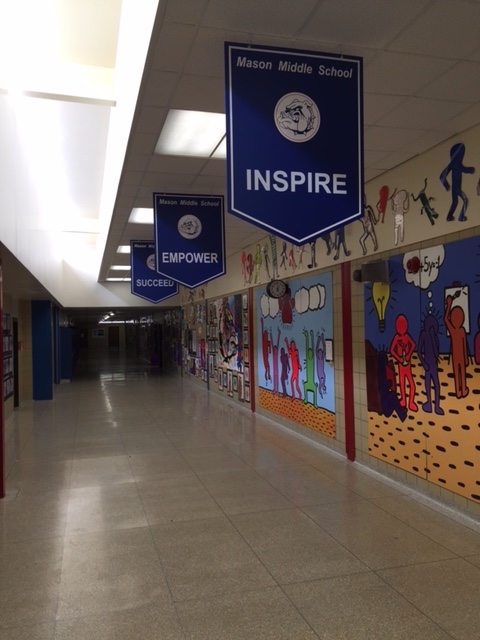 Mason Middle School
INSPIRE
Mason Middle School
EMPOWER
SUCCEED